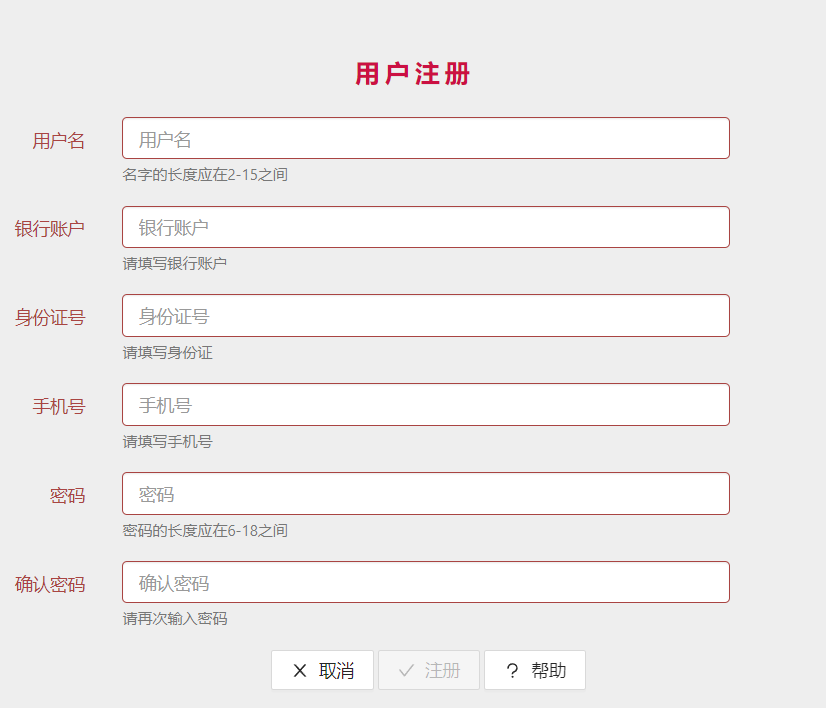 用户注册
用户名
用户名
名字的长度应在2-15之间
银行账户
银行账户
请填写银行账户
身份证号
身份证号
请填写身份证
手机号
手机号
请填写手机号
密码
密码
密码的长度应在6-18之间
确认密码
确认密码
请再次输入密码
取消 注册 ? 帮助